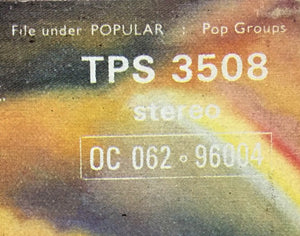 File under POPULAR : Pop Groups
TPS 3508
stereo
OC 062 ∘ 96004